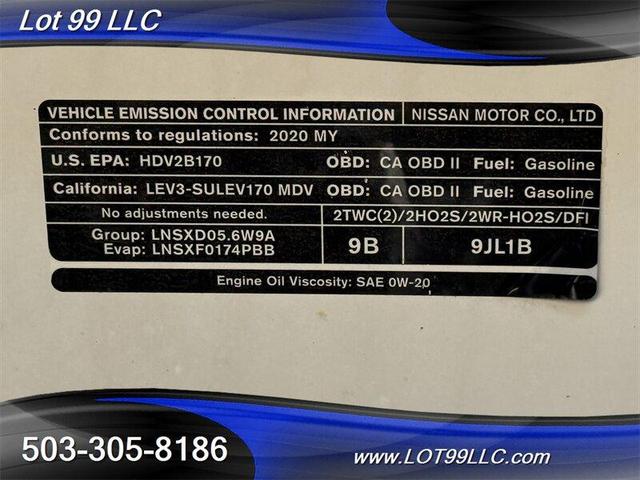 Lot 99 LLC
VEHICLE EMISSION CONTROL INFORMATION NISSAN MOTOR CO., LTD
Conforms to regulations: 2020 MY
U.S. EPA: HDV2B170 OBD: CA OBD II Fuel: Gasoline
California: LEV3-SULEV170 MDV OBD: CA OBD II Fuel: Gasoline
No adjustments needed. 2TWC(2)/2HO2S/2WR-HO2S/DFI
Group: LNSXD05.6W9A
Evap: LNSXF0174PBB 9B 9JL1B
Engine Oil Viscosity: SAE 0W-20
503-305-8186
www.LOT99LLC.com